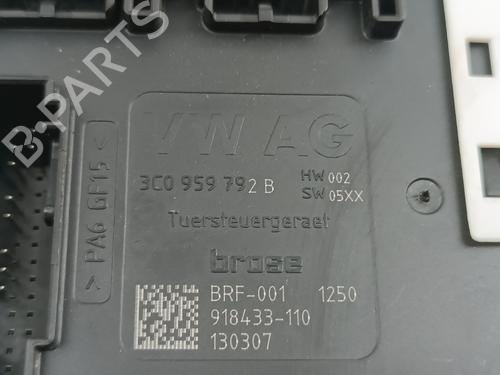 VW AG
3C0 959 792 B HW 002
SW 05XX
Tuersteuergeraet
brose
BRF-001 1250
918433-110
130307
>PA6 GF15<
B-PARTS